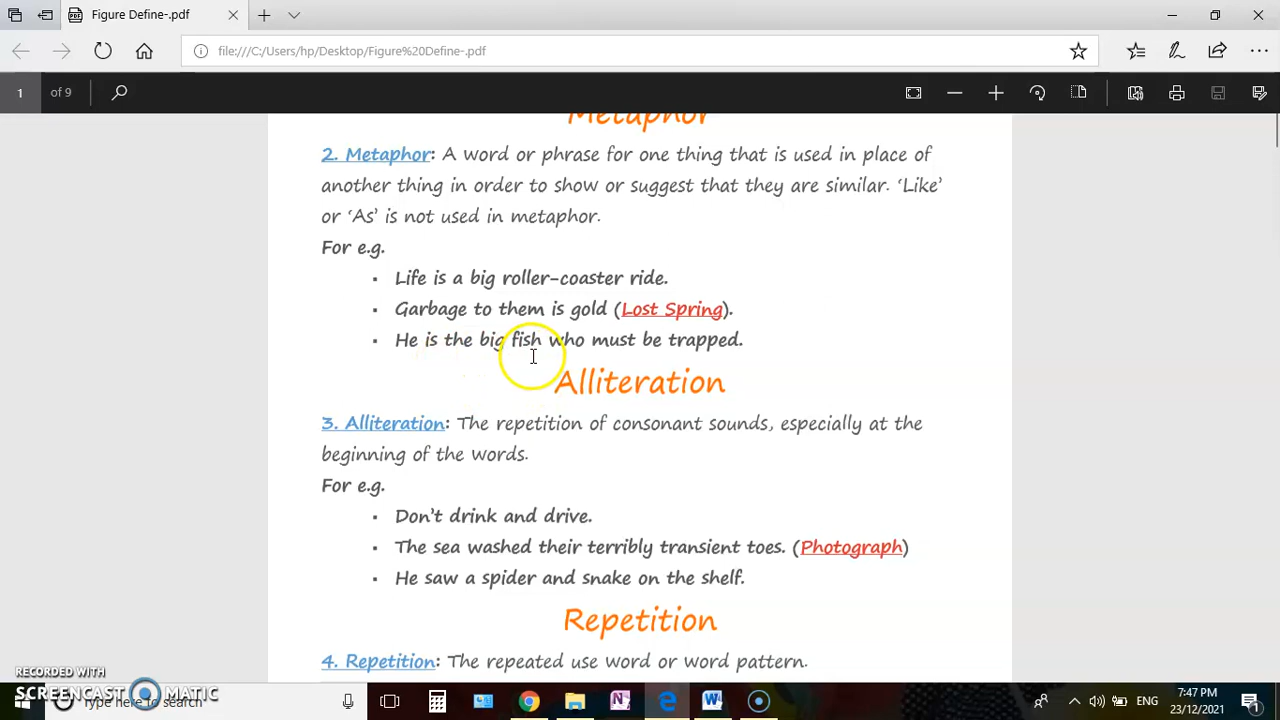 Figure Define-.pdf
file:///C:/Users/hp/Desktop/Figure%20Define-.pdf
1 of 9
Metaphor
2. Metaphor: A word or phrase for one thing that is used in place of
another thing in order to show or suggest that they are similar. ‘Like’
or ‘As’ is not used in metaphor.
For e.g.
▪ Life is a big roller-coaster ride.
▪ Garbage to them is gold (Lost Spring).
▪ He is the big fish who must be trapped.
Alliteration
3. Alliteration: The repetition of consonant sounds, especially at the
beginning of the words.
For e.g.
▪ Don’t drink and drive.
▪ The sea washed their terribly transient toes. (Photograph)
▪ He saw a spider and snake on the shelf.
Repetition
4. Repetition: The repeated use word or word pattern.
RECORDED WITH
SCREENCAST MATIC
Type here to search
ENG
7:47 PM
23/12/2021
1